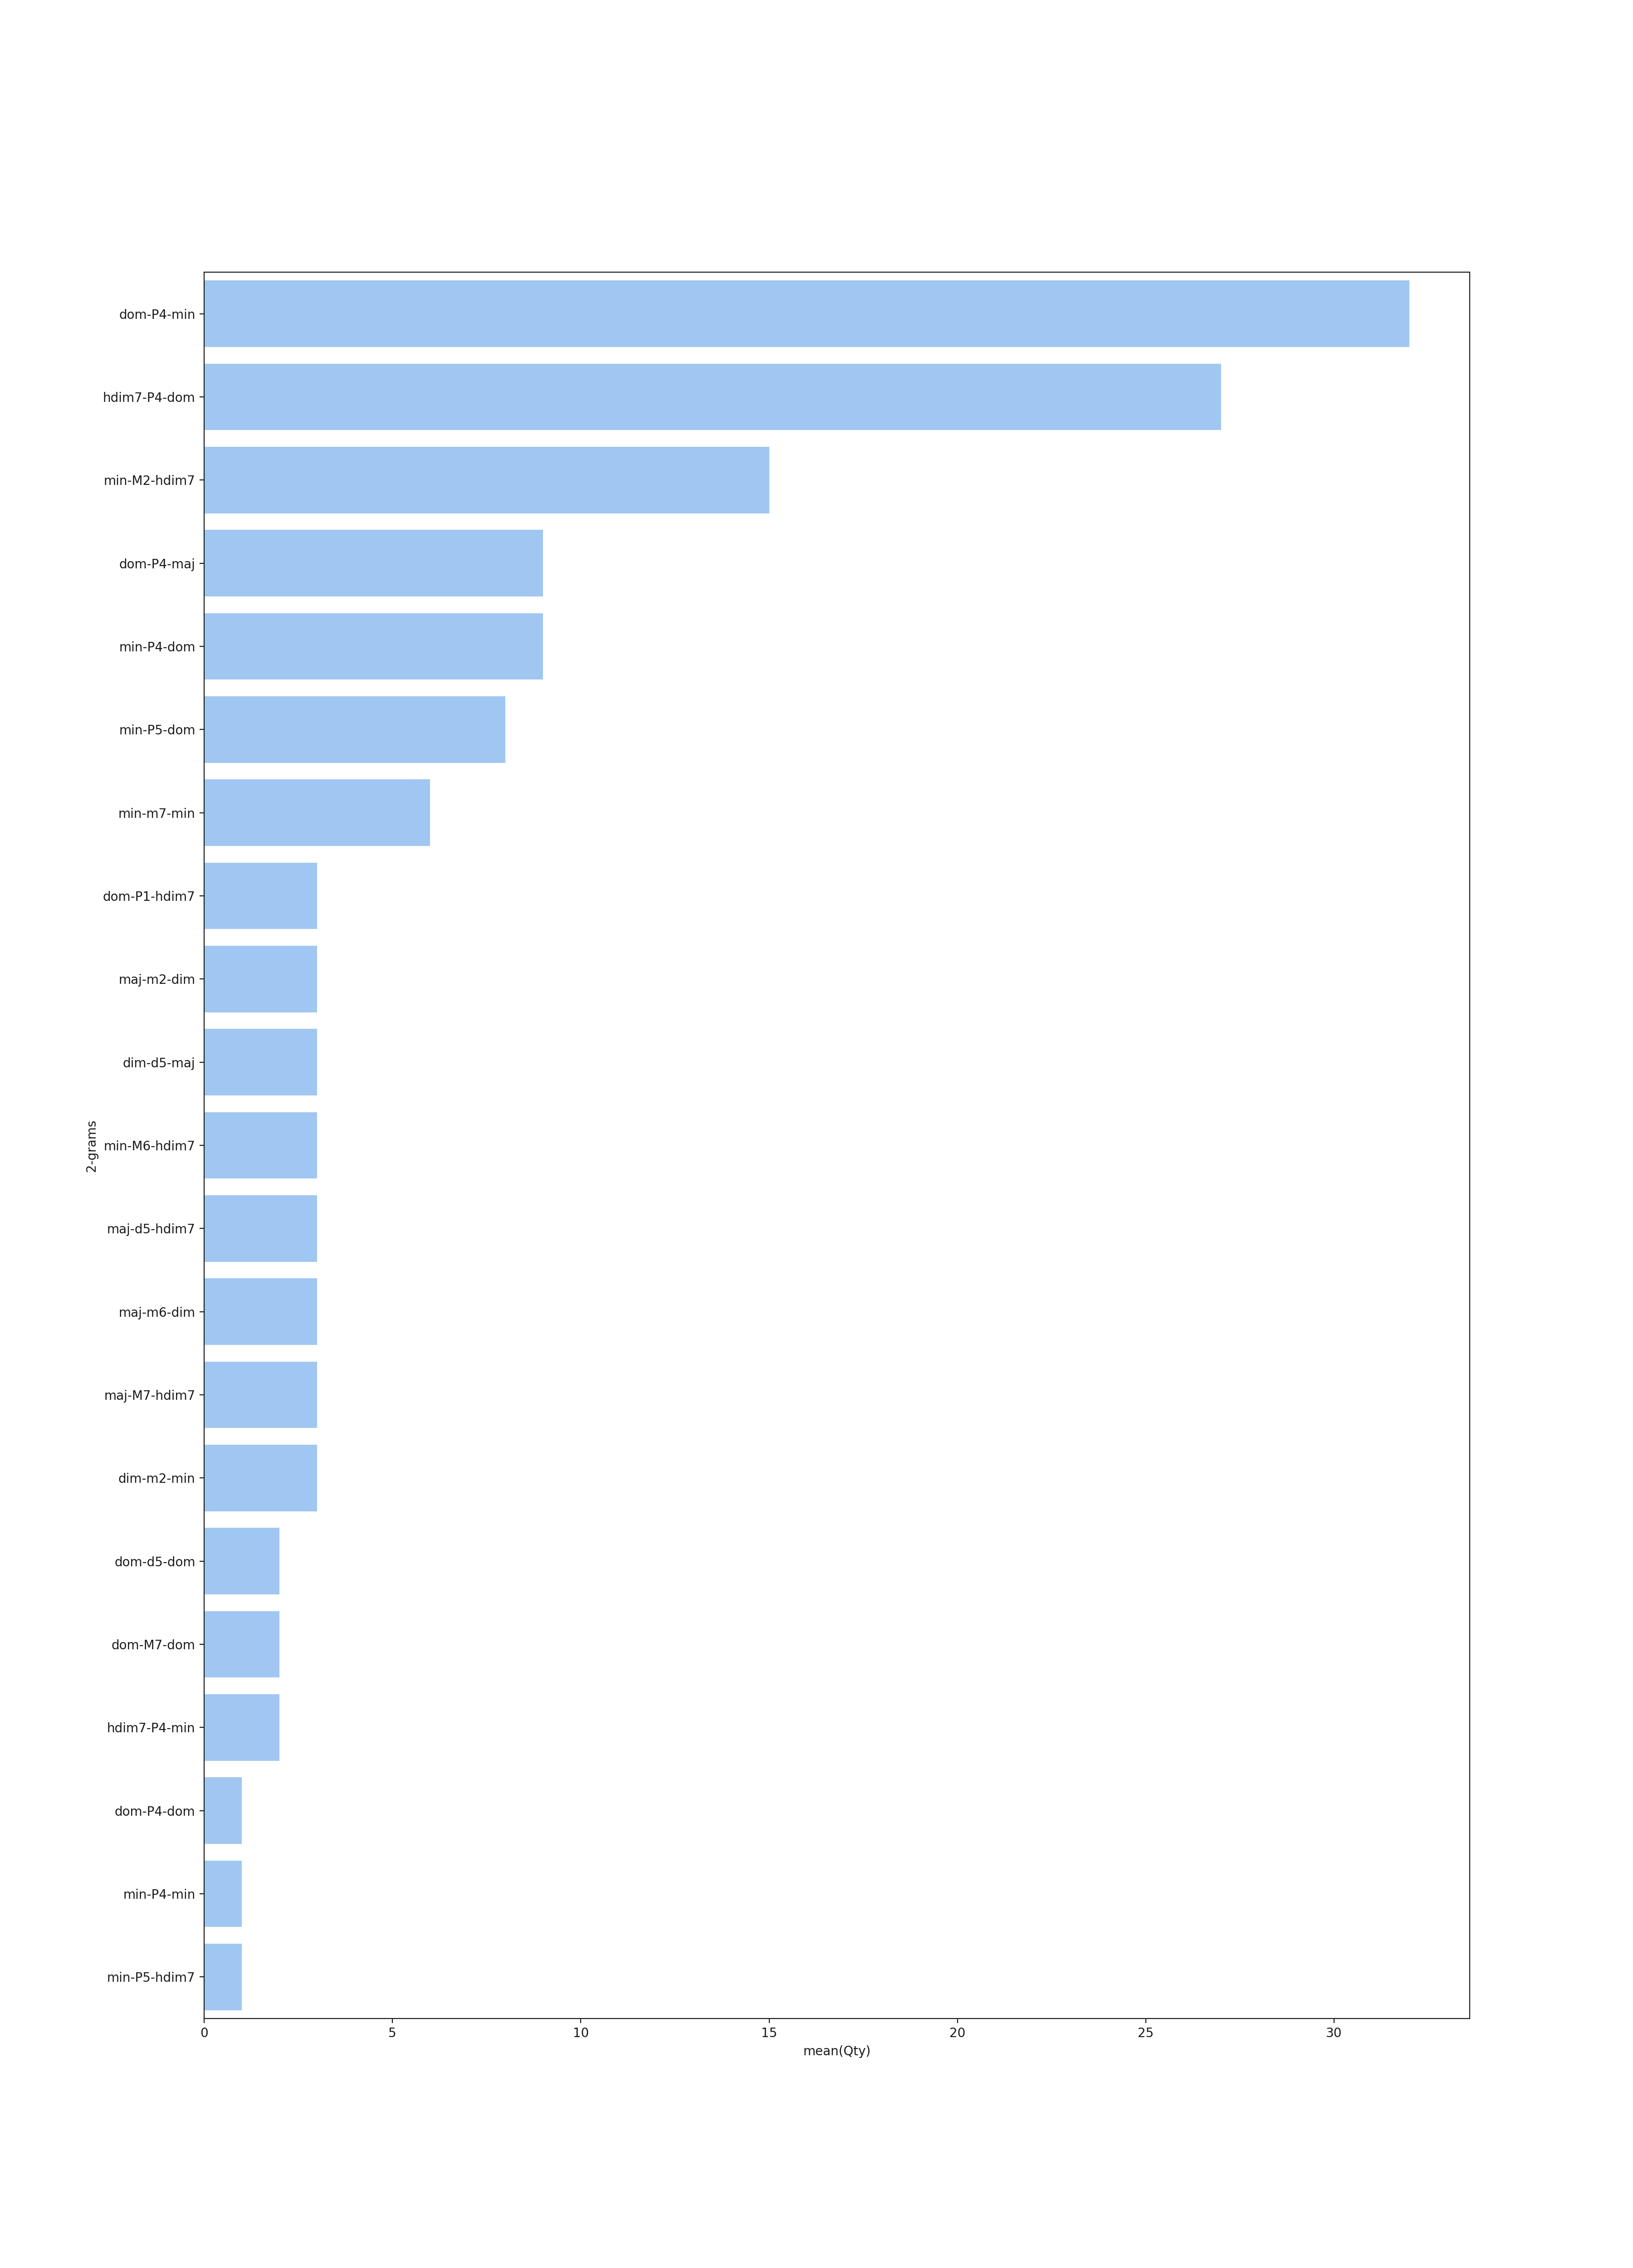 dom-P4-min
hdim7-P4-dom
min-M2-hdim7
dom-P4-maj
min-P4-dom
min-P5-dom
min-m7-min
dom-P1-hdim7
maj-m2-dim
dim-d5-maj
2-grams
min-M6-hdim7
maj-d5-hdim7
maj-m6-dim
maj-M7-hdim7
dim-m2-min
dom-d5-dom
dom-M7-dom
hdim7-P4-min
dom-P4-dom
min-P4-min
min-P5-hdim7
0 5 10 15 20 25 30
mean(Qty)